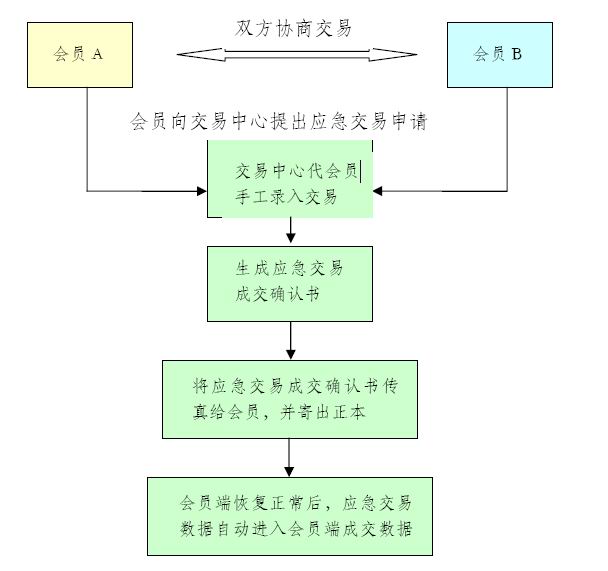 双方协商交易
会员 A
会员 B
会员向交易中心提出应急交易申请
交易中心代会员
手工录入交易
生成应急交易
成交确认书
将应急交易成交确认书传
真给会员，并寄出正本
会员端恢复正常后，应急交易
数据自动进入会员端成交数据